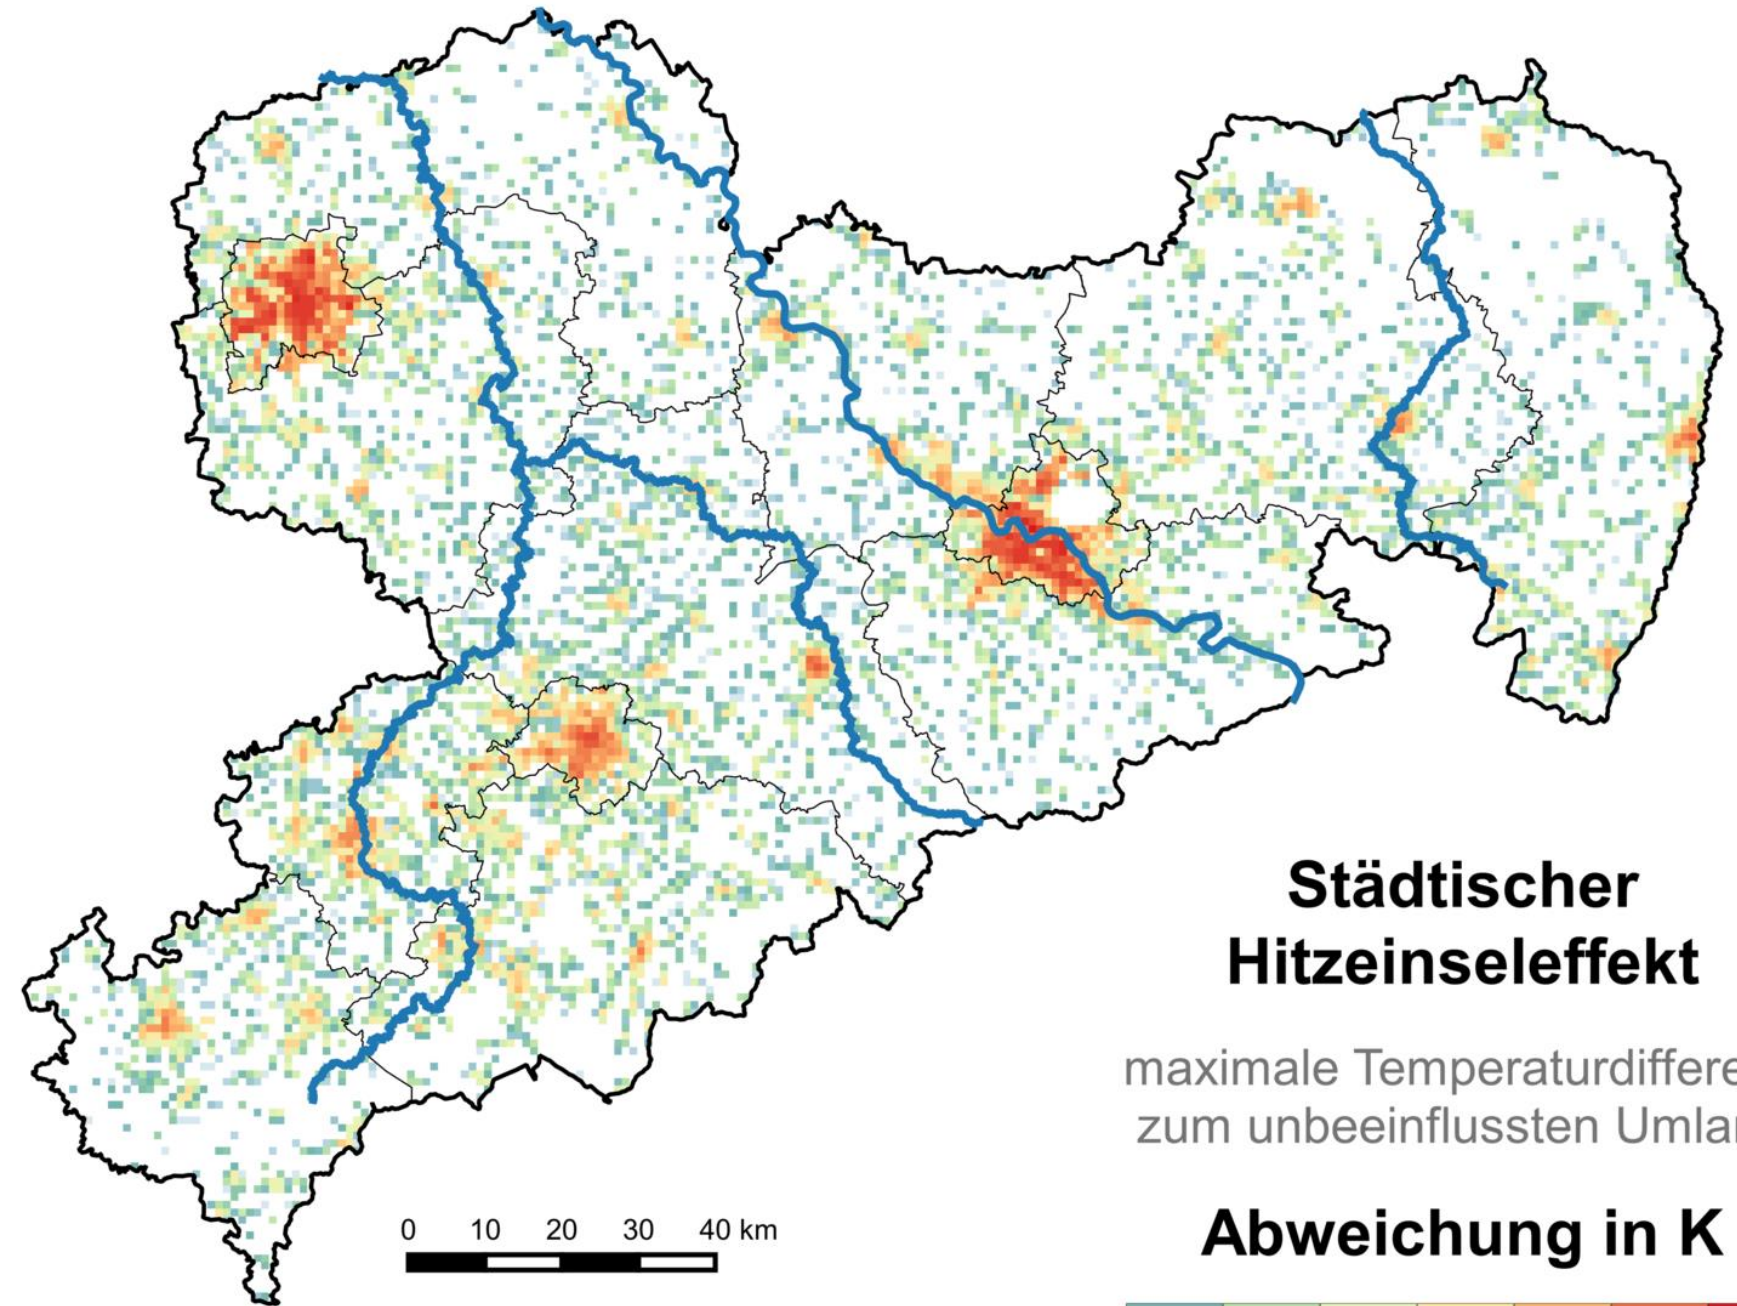 Städtischer
Hitzeinseleffekt
maximale Temperaturdiffere
zum unbeeinflussten Umla
Abweichung in K
0 10 20 30 40 km